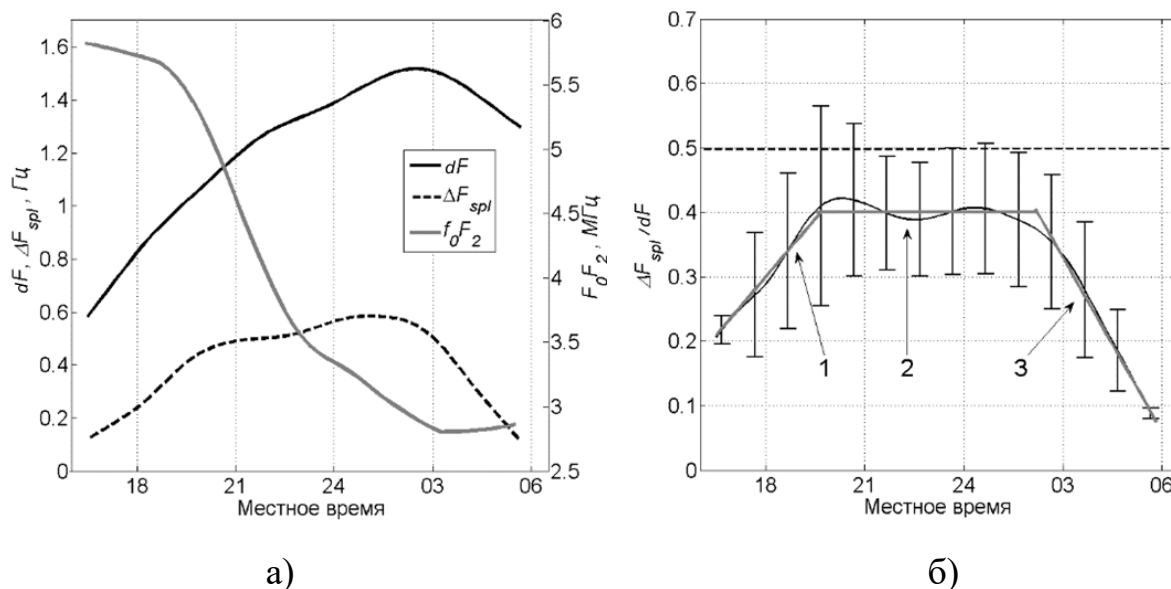 1.6
1.4
1.2
1
0.8
0.6
0.4
0.2
0
dF, ΔF_spl, Гц
6
5.5
5
4.5
4
3.5
3
2.5
F_0F_2, МГц
dF
ΔF_spl
f_0F_2
18 21 24 03 06
Местное время
а)
0.7
0.6
0.5
0.4
0.3
0.2
0.1
0
ΔF_spl/dF
1 2 3
18 21 24 03 06
Местное время
б)